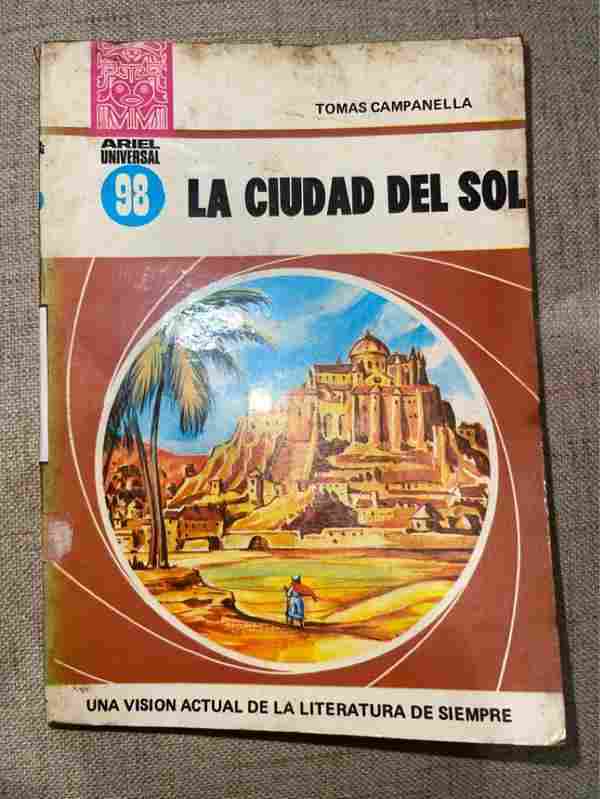 TOMAS CAMPANELLA
ARIEL
UNIVERSAL
98
LA CIUDAD DEL SOL
UNA VISION ACTUAL DE LA LITERATURA DE SIEMPRE